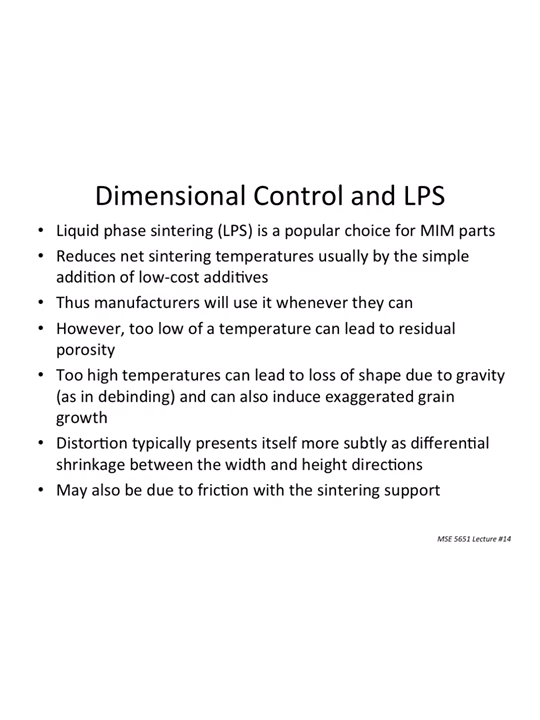 Dimensional Control and LPS
• Liquid phase sintering (LPS) is a popular choice for MIM parts
• Reduces net sintering temperatures usually by the simple
addition of low-cost additives
• Thus manufacturers will use it whenever they can
• However, too low of a temperature can lead to residual
porosity
• Too high temperatures can lead to loss of shape due to gravity
(as in debinding) and can also induce exaggerated grain
growth
• Distortion typically presents itself more subtly as differential
shrinkage between the width and height directions
• May also be due to friction with the sintering support
MSE 5651 Lecture #14